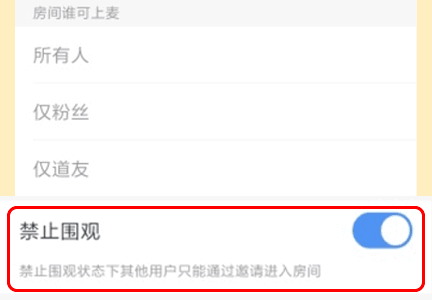 房间谁可上麦
所有人
仅粉丝
仅道友
禁止围观
禁止围观状态下其他用户只能通过邀请进入房间